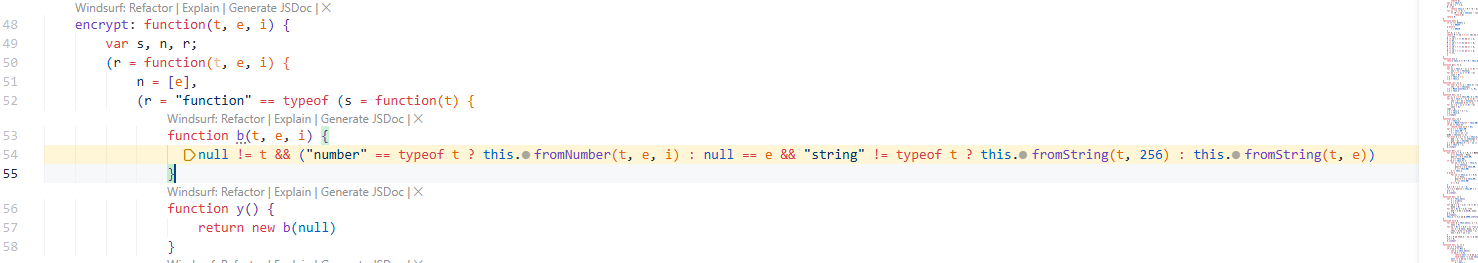 Windsurf: Refactor | Explain | Generate JSDoc | ×
48 encrypt: function(t, e, i) {
49 var s, n, r;
50 (r = function(t, e, i) {
51 n = [e],
52 (r = "function" == typeof (s = function(t) {
Windsurf: Refactor | Explain | Generate JSDoc | ×
53 function b(t, e, i) {
54 null != t && ("number" == typeof t ? this.fromNumber(t, e, i) : null == e && "string" != typeof t ? this.fromString(t, 256) : this.fromString(t, e))
55 }
Windsurf: Refactor | Explain | Generate JSDoc | ×
56 function y() {
57 return new b(null)
58 }